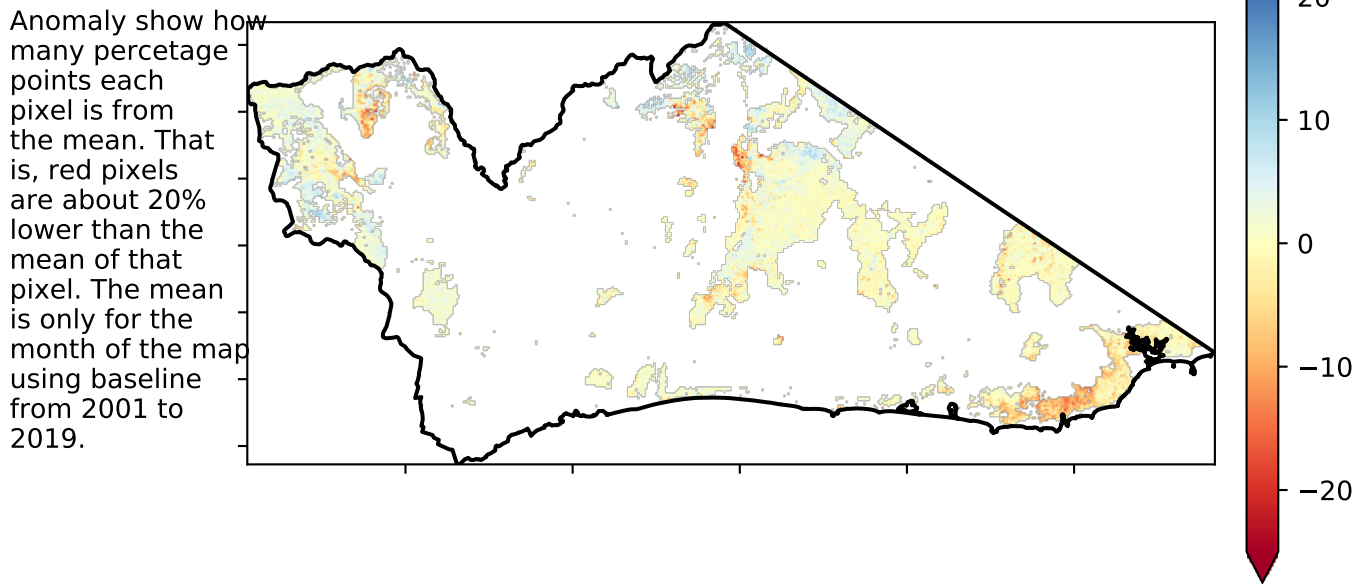 Anomaly show how
many percetage
points each
pixel is from
the mean. That
is, red pixels
are about 20%
lower than the
mean of that
pixel. The mean
is only for the
month of the map
using baseline
from 2001 to
2019.
20
10
0
−10
−20